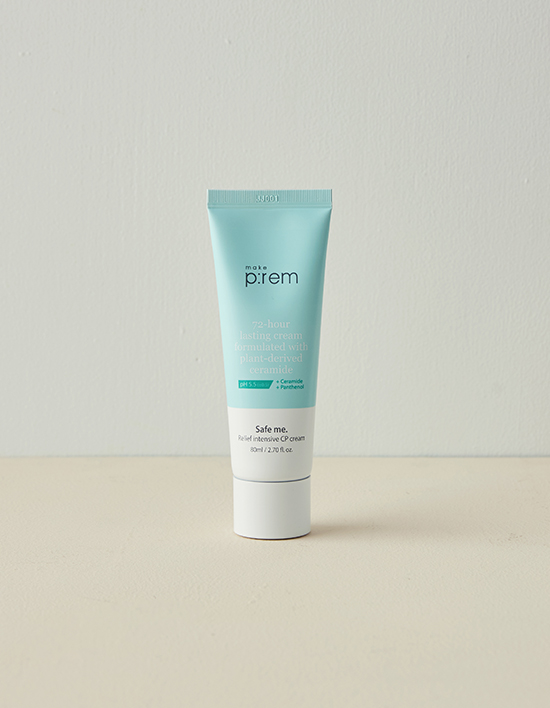 make
p:rem
72-hour
lasting cream
formulated with
plant-derived
ceramide
pH 5.5
+ Ceramide
+ Panthenol
Safe me.
Relief intensive CP cream
80ml / 2.70 fl. oz.